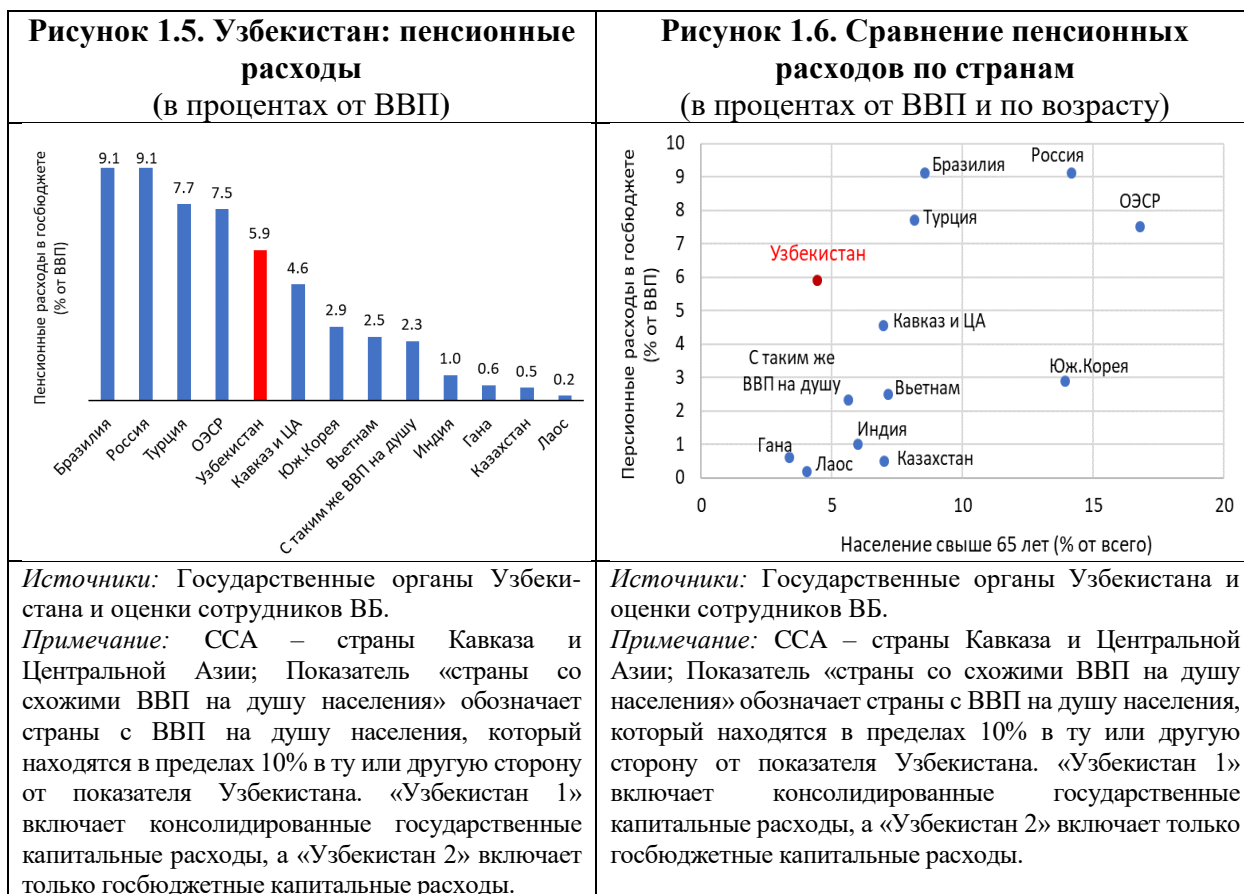 Рисунок 1.5. Узбекистан: пенсионные
расходы
(в процентах от ВВП)
Пенсионные расходы в госбюджете
(% от ВВП)
9.1
9.1
7.7
7.5
5.9
4.6
2.9
2.5
2.3
1.0
0.6
0.5
0.2
Бразилия
Россия
Турция
ОЭСР
Узбекистан
Кавказ и ЦА
Юж.Корея
Вьетнам
С таким же ВВП на душу
Индия
Гана
Казахстан
Лаос
Источники: Государственные органы Узбеки-
стана и оценки сотрудников ВБ.
Примечание: ССА – страны Кавказа и
Центральной Азии; Показатель «страны со
схожими ВВП на душу населения» обозначает
страны с ВВП на душу населения, который
находятся в пределах 10% в ту или другую сторону
от показателя Узбекистана. «Узбекистан 1»
включает консолидированные государственные
капитальные расходы, а «Узбекистан 2» включает
только госбюджетные капитальные расходы.
Рисунок 1.6. Сравнение пенсионных
расходов по странам
(в процентах от ВВП и по возрасту)
Перsионные расходы в госбюджете
(% от ВВП)
10
9
8
7
6
5
4
3
2
1
0
Бразилия
Россия
Турция
ОЭСР
Узбекистан
Кавказ и ЦА
С таким же
ВВП на душу
Вьетнам
Юж.Корея
Индия
Гана
Лаос
Казахстан
0
5
10
15
20
Население свыше 65 лет (% от всего)
Источники: Государственные органы Узбекистана и
оценки сотрудников ВБ.
Примечание: ССА – страны Кавказа и Центральной
Азии; Показатель «страны со схожими ВВП на душу
населения» обозначает страны с ВВП на душу населения,
который находятся в пределах 10% в ту или другую
сторону от показателя Узбекистана. «Узбекистан 1»
включает консолидированные государственные
капитальные расходы, а «Узбекистан 2» включает только
госбюджетные капитальные расходы.